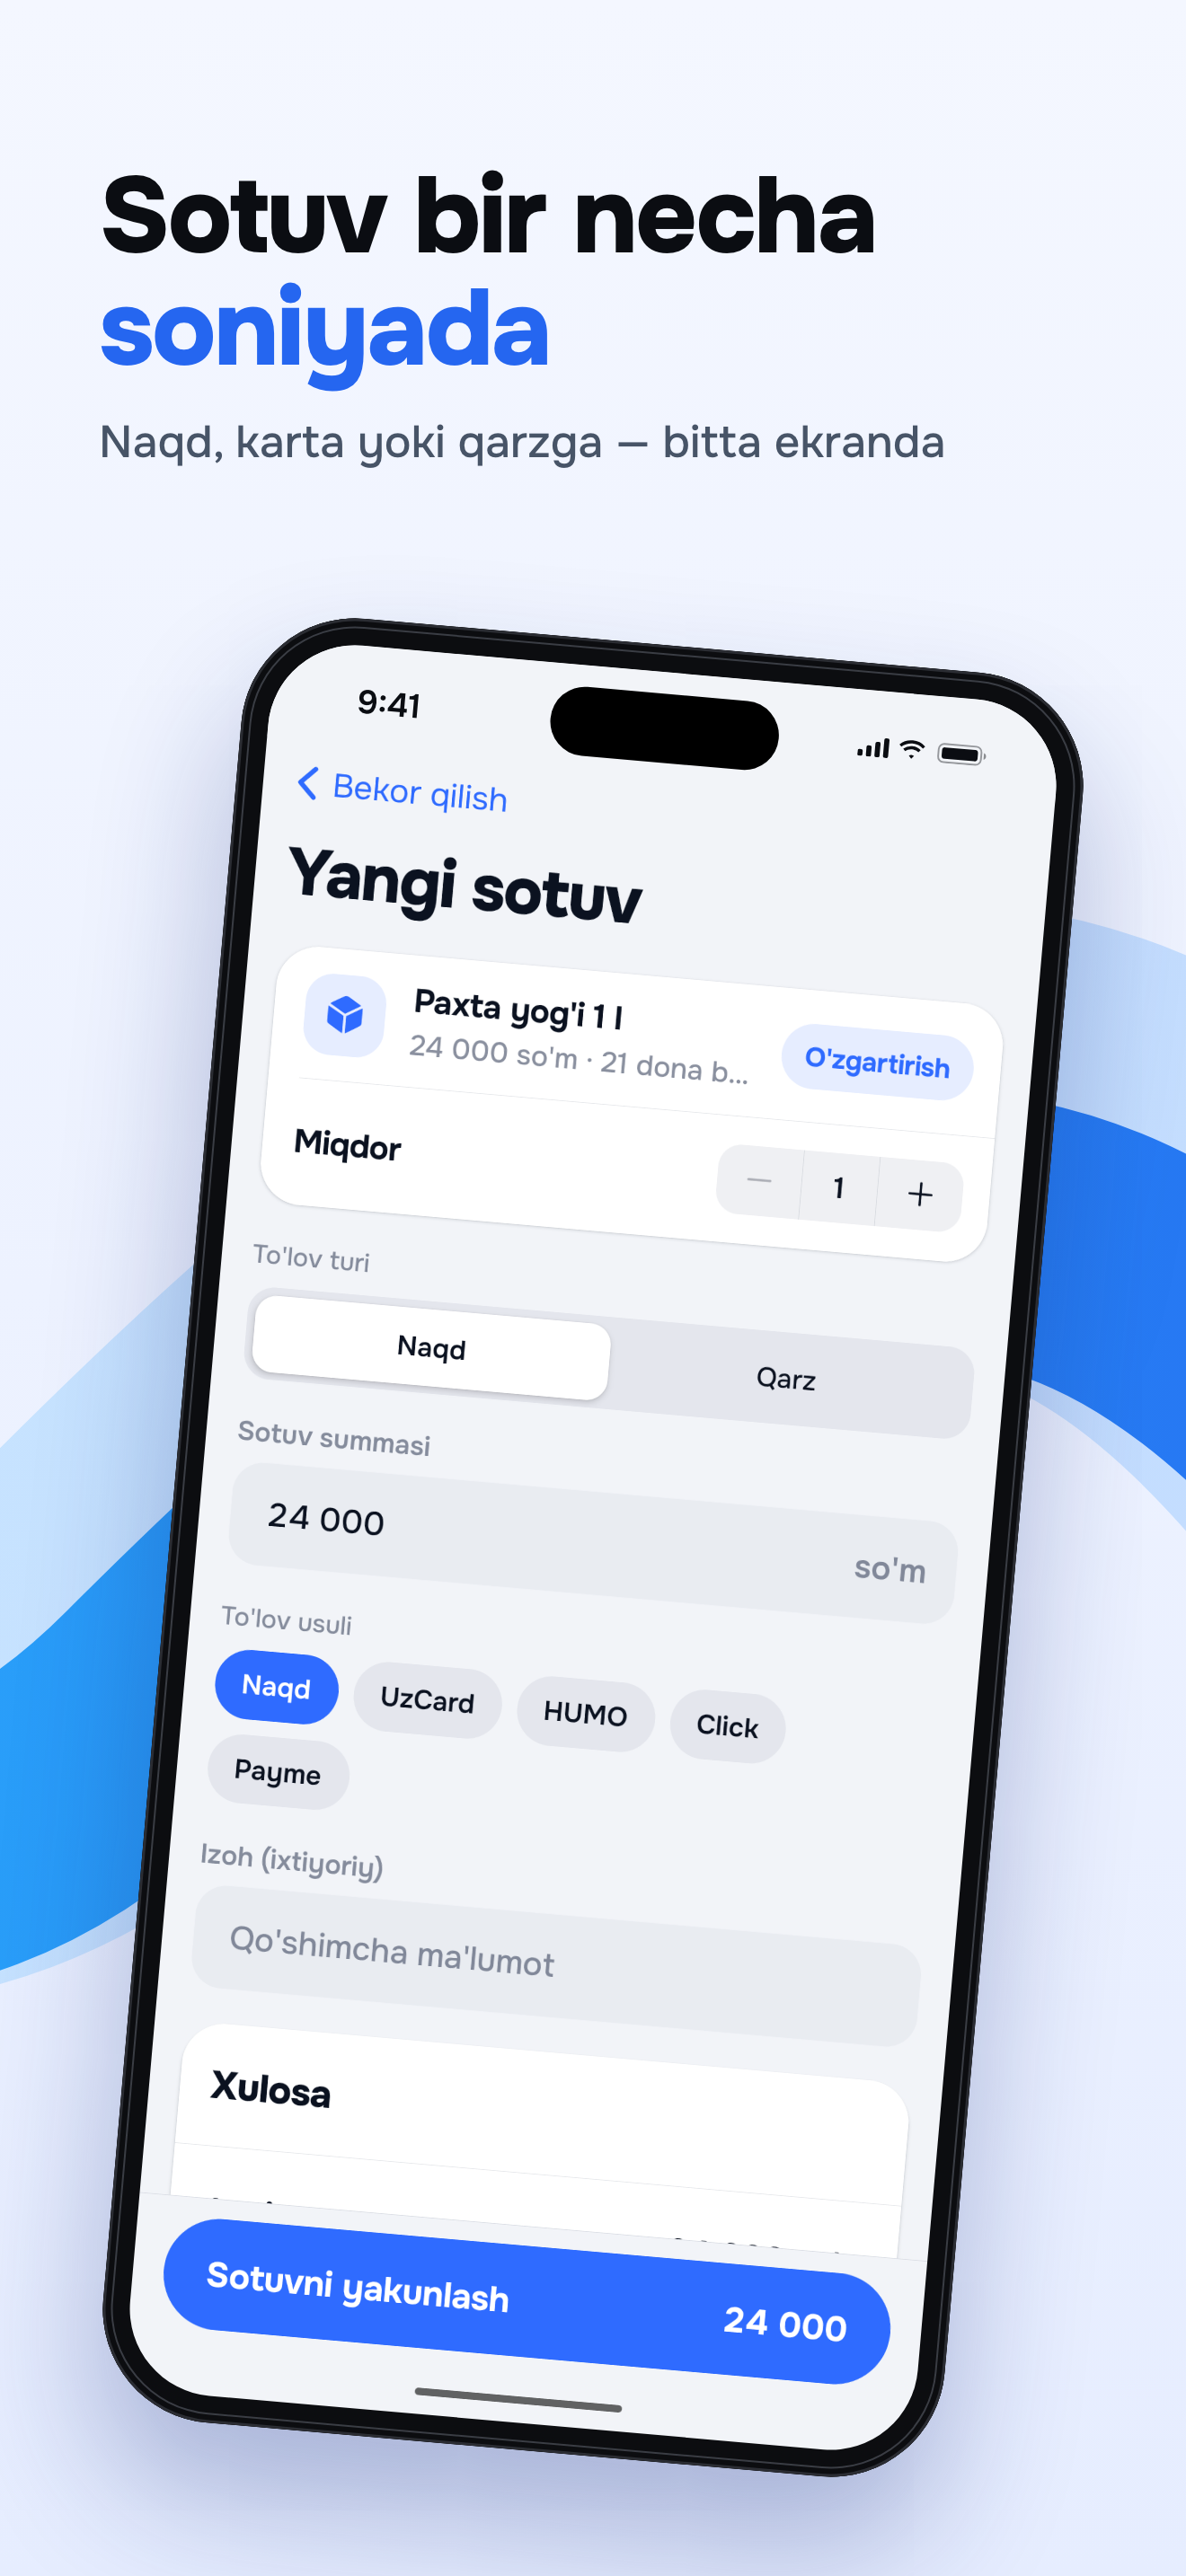 Sotuv bir necha
soniyada
Naqd, karta yoki qarzga — bitta ekranda
9:41
Bekor qilish
Yangi sotuv
Paxta yog'i 1 l
24 000 so'm · 21 dona b...
O'zgartirish
Miqdor
— 1 +
To'lov turi
Naqd Qarz
Sotuv summasi
24 000 so'm
To'lov usuli
Naqd UzCard HUMO Click
Payme
Izoh (ixtiyoriy)
Qo'shimcha ma'lumot
Xulosa
Sotuvni yakunlash 24 000